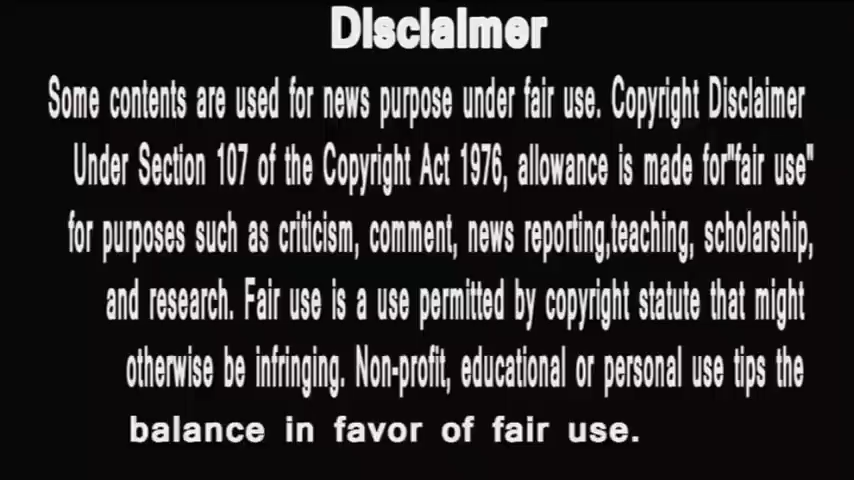 Disclaimer
Some contents are used for news purpose under fair use. Copyright Disclaimer
Under Section 107 of the Copyright Act 1976, allowance is made for"fair use"
for purposes such as criticism, comment, news reporting,teaching, scholarship,
and research. Fair use is a use permitted by copyright statute that might
otherwise be infringing. Non-profit, educational or personal use tips the
balance in favor of fair use.